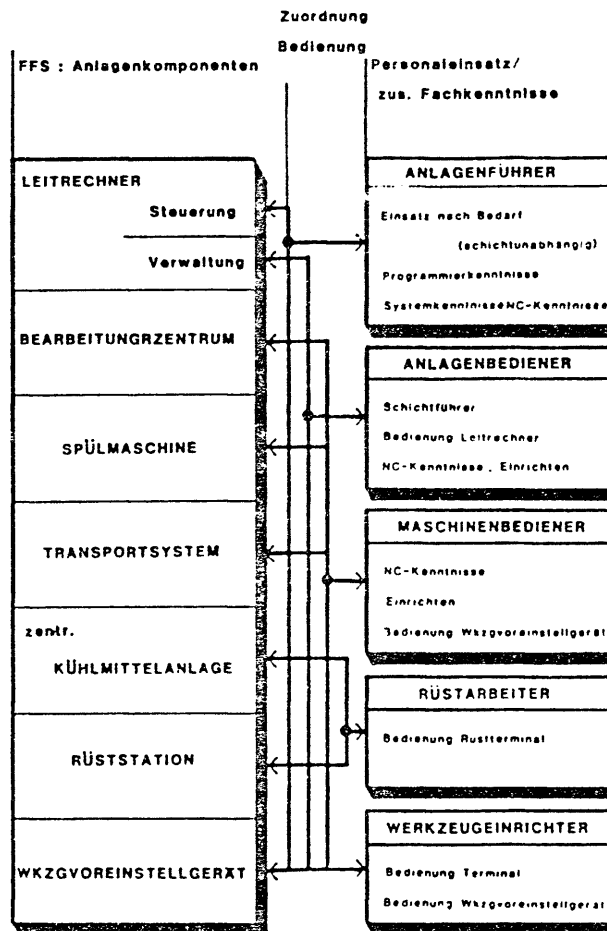 Zuordnung
Bedienung
FFS : Anlagenkomponenten
Personaleinsatz/
zus. Fachkenntnisse
LEITRECHNER
Steuerung
Verwaltung
BEARBEITUNGRZENTRUM
SPÜLMASCHINE
TRANSPORTSYSTEM
zentr.
KÜHLMITTELANLAGE
RÜSTSTATION
WKZGVOREINSTELLGERÄT
ANLAGENFÜHRER
Einsatz nach Bedarf
(schichtunabhängig)
Programmierkenntnisse
SystemkenntnisseNC-Kenntnisse
ANLAGENBEDIENER
Schichtführer
Bedienung Leitrechner
NC-Kenntnisse . Einrichten
MASCHINENBEDIENER
NC-Kenntnisse
Einrichten
Bedienung Wkzgvoreinstellgerät
RÜSTARBEITER
Bedienung Rustterminal
WERKZEUGEINRICHTER
Bedienung Terminal
Bedienung Wkzgvoreinstellgerät